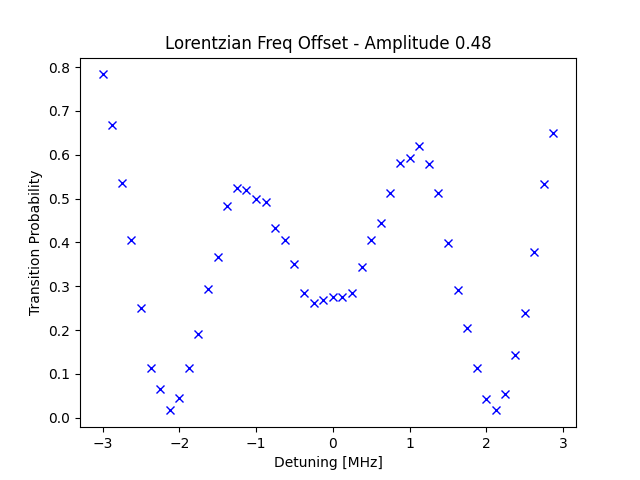 Lorentzian Freq Offset - Amplitude 0.48
Transition Probability
0.8
0.7
0.6
0.5
0.4
0.3
0.2
0.1
0.0
−3 −2 −1 0 1 2 3
Detuning [MHz]